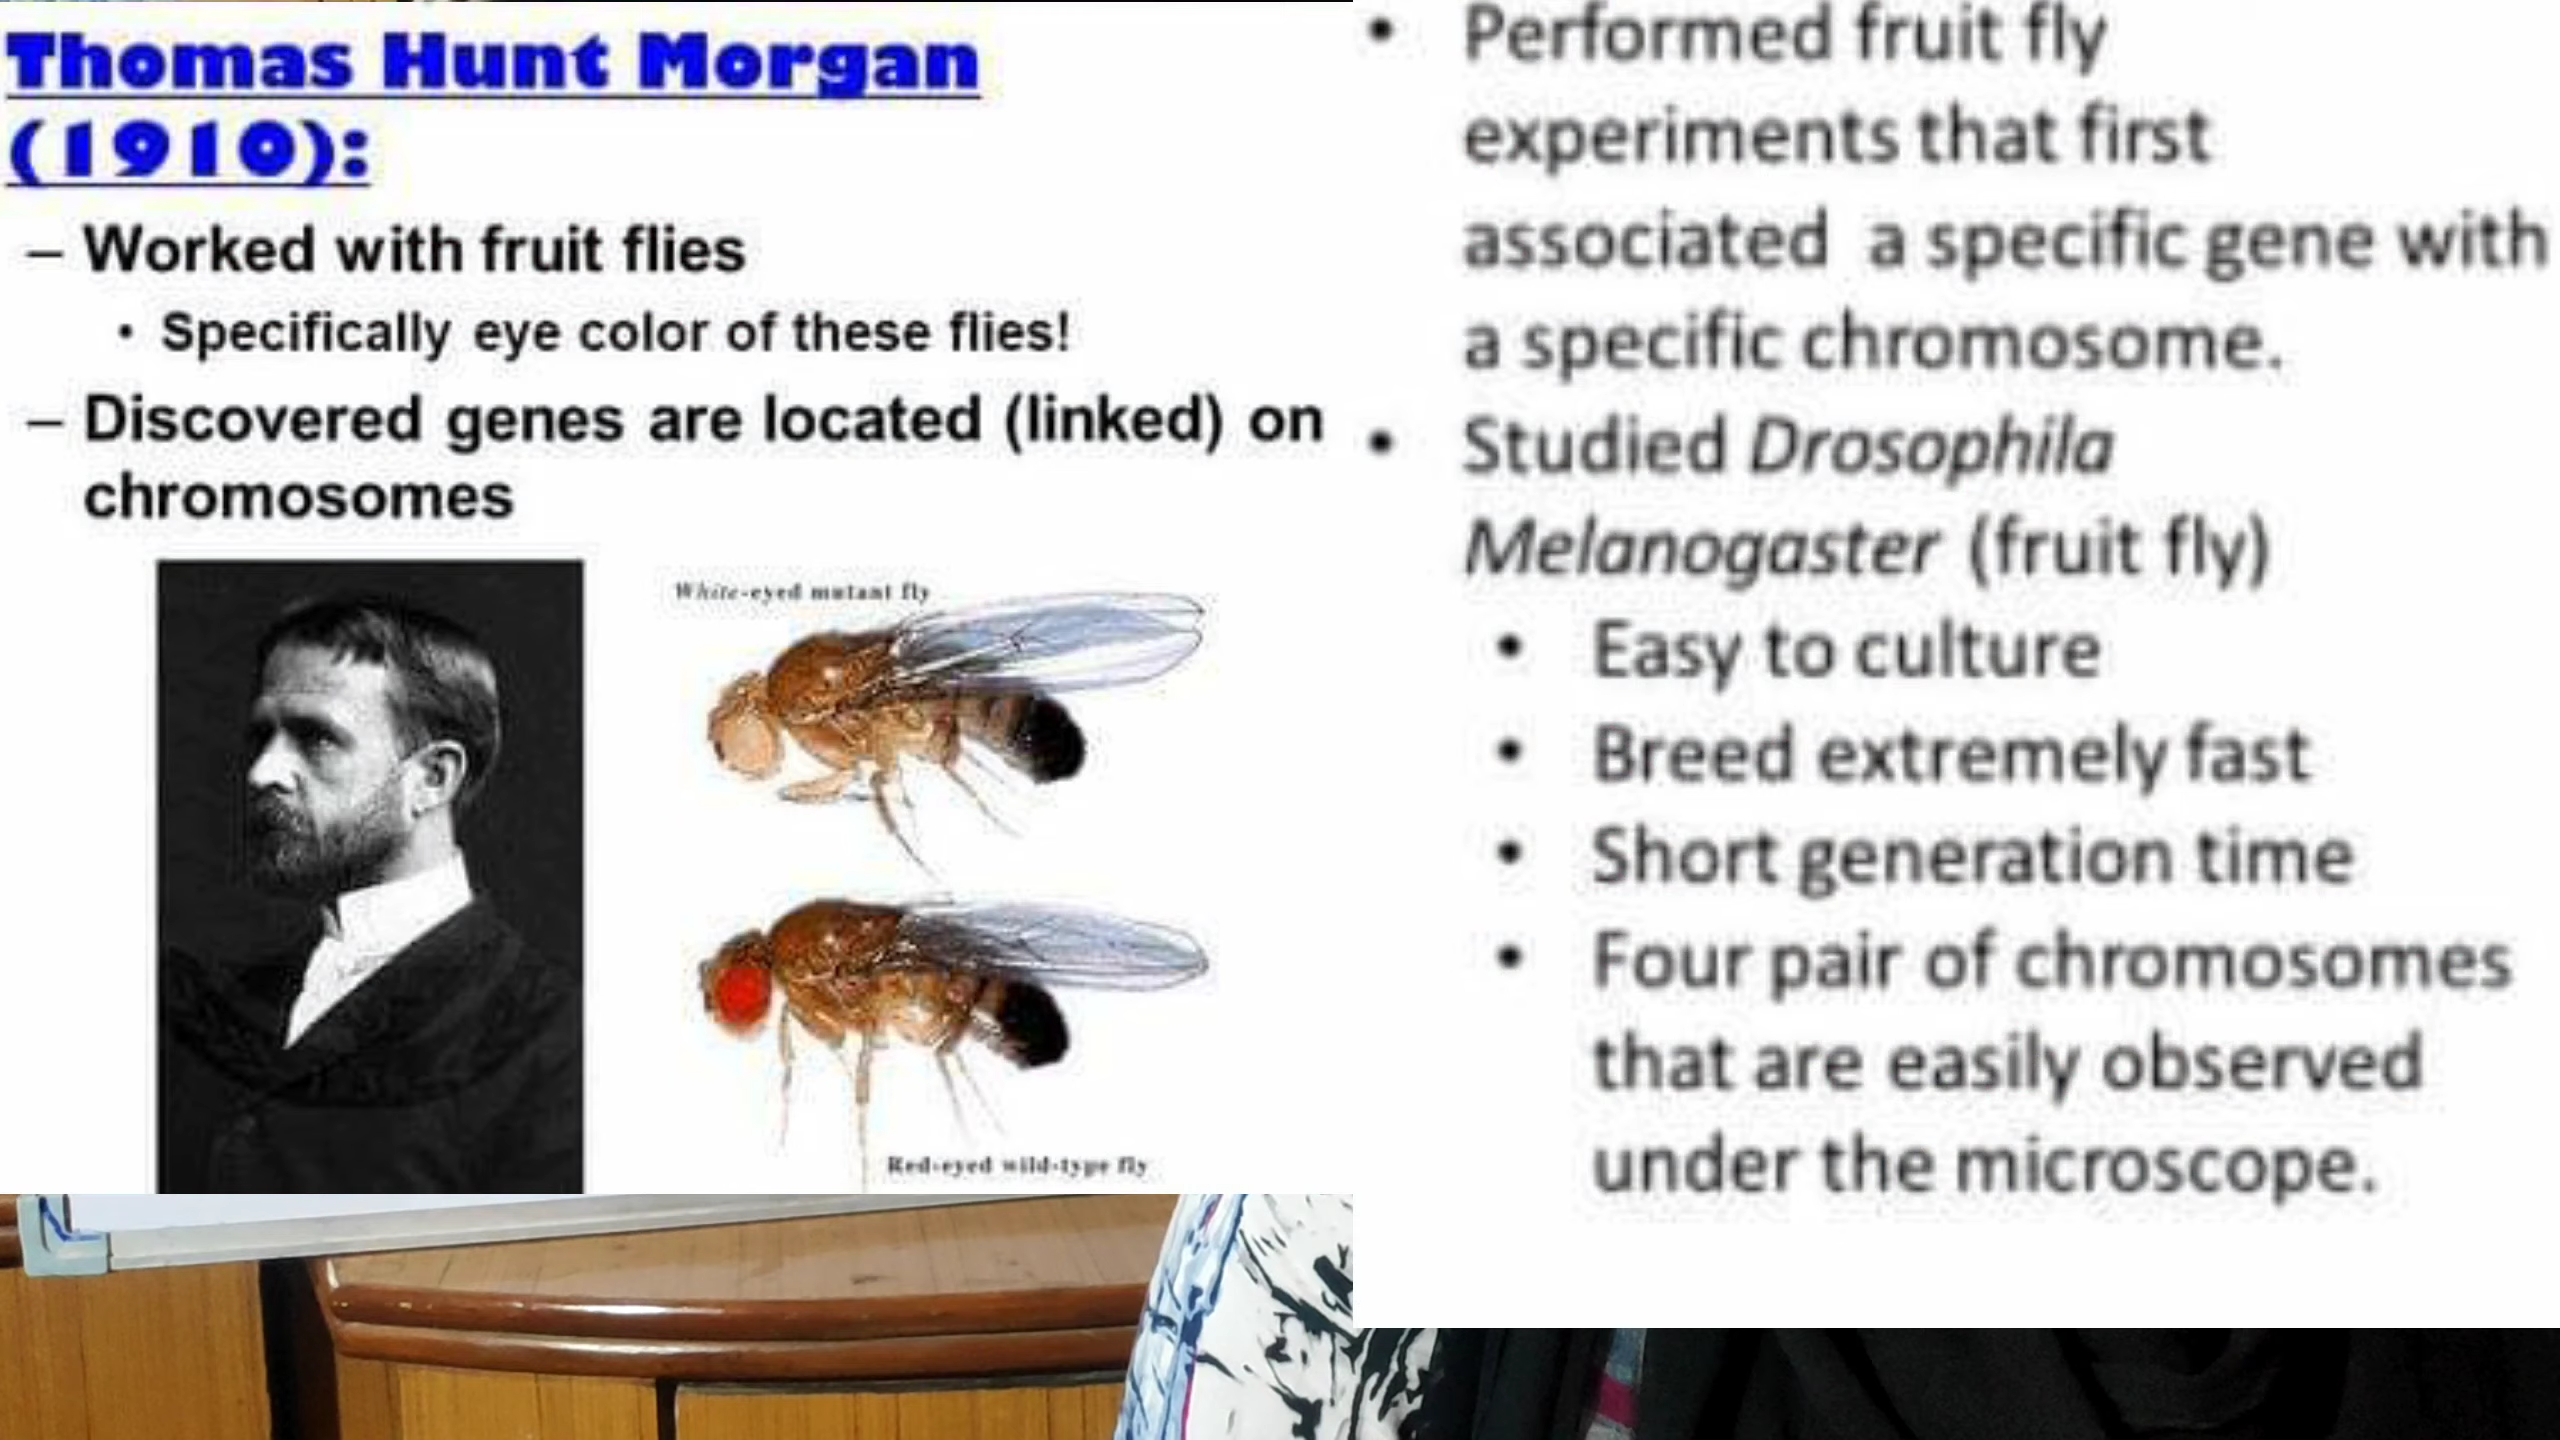 Thomas Hunt Morgan
(1910):
– Worked with fruit flies
• Specifically eye color of these flies!
– Discovered genes are located (linked) on
chromosomes
White-eyed mutant fly
Red-eyed wild-type fly
• Performed fruit fly
experiments that first
associated a specific gene with
a specific chromosome.
• Studied Drosophila
Melanogaster (fruit fly)
• Easy to culture
• Breed extremely fast
• Short generation time
• Four pair of chromosomes
that are easily observed
under the microscope.